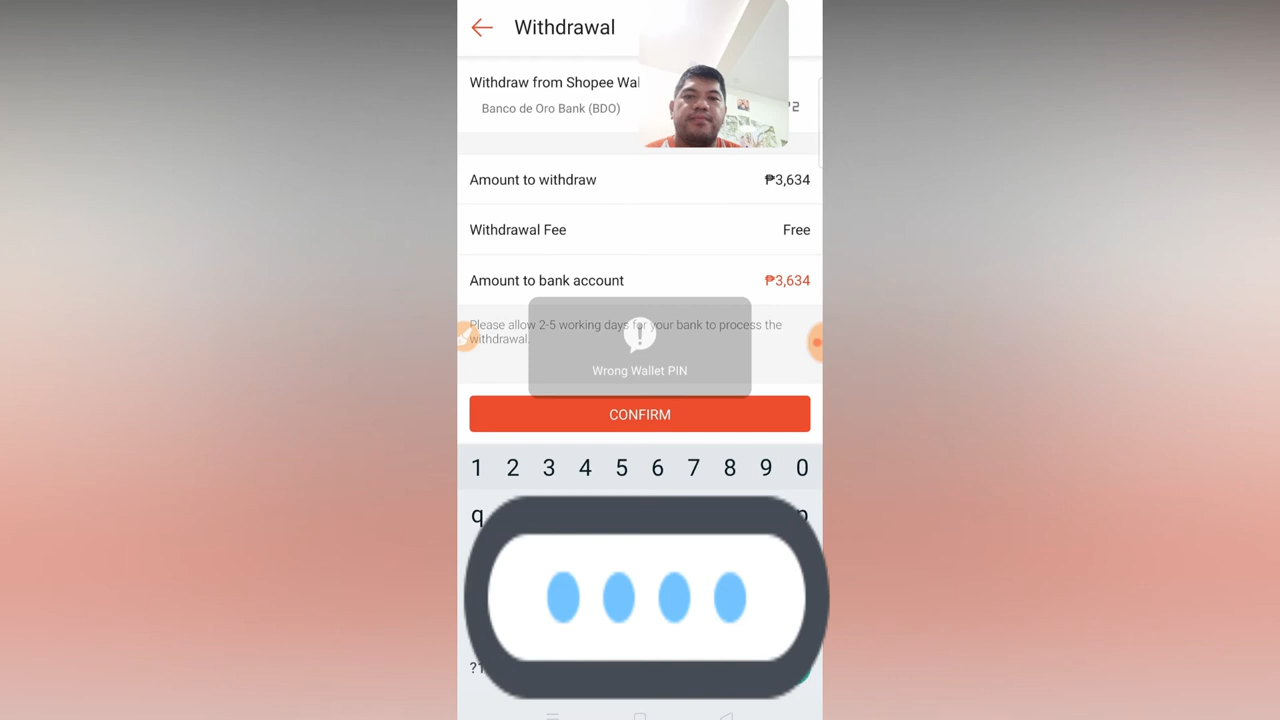 Withdrawal
Withdraw from Shopee
Banco de Oro Bank (BDO)
Amount to withdraw ₱3,634
Withdrawal Fee Free
Amount to bank account ₱3,634
Please allow 2-5 working days for your bank to process the
withdrawal.
Wrong Wallet PIN
CONFIRM
1 2 3 4 5 6 7 8 9 0
q p